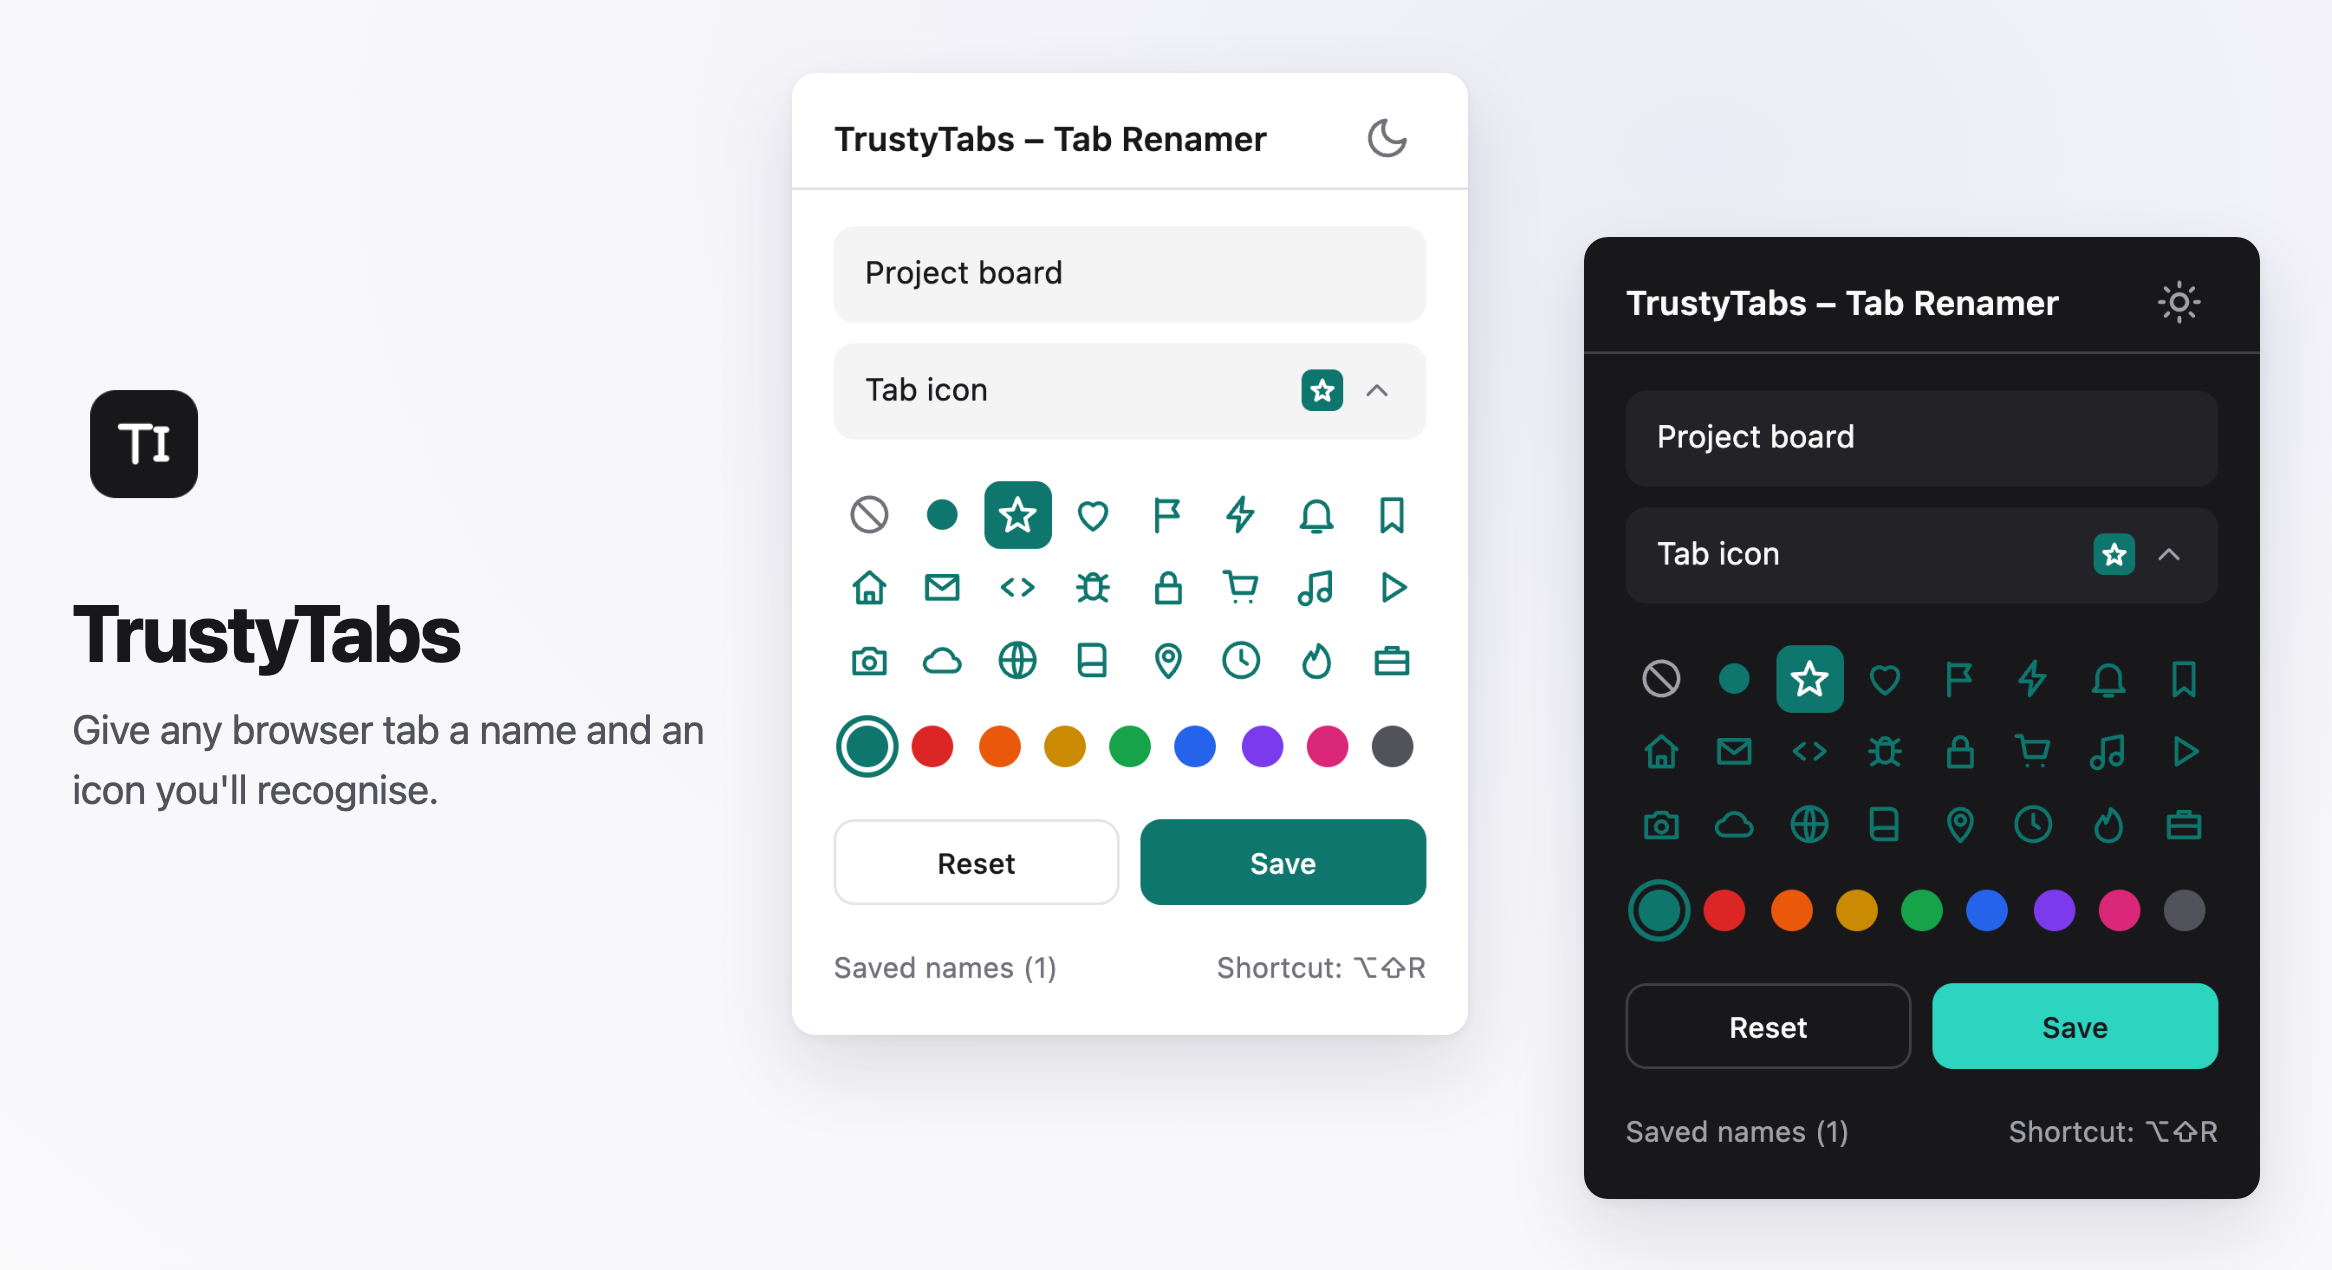 TI
TrustyTabs
Give any browser tab a name and an
icon you'll recognise.
TrustyTabs – Tab Renamer
Project board
Tab icon
Reset
Save
Saved names (1)
Shortcut: ⌥⇧R
TrustyTabs – Tab Renamer
Project board
Tab icon
Reset
Save
Saved names (1)
Shortcut: ⌥⇧R